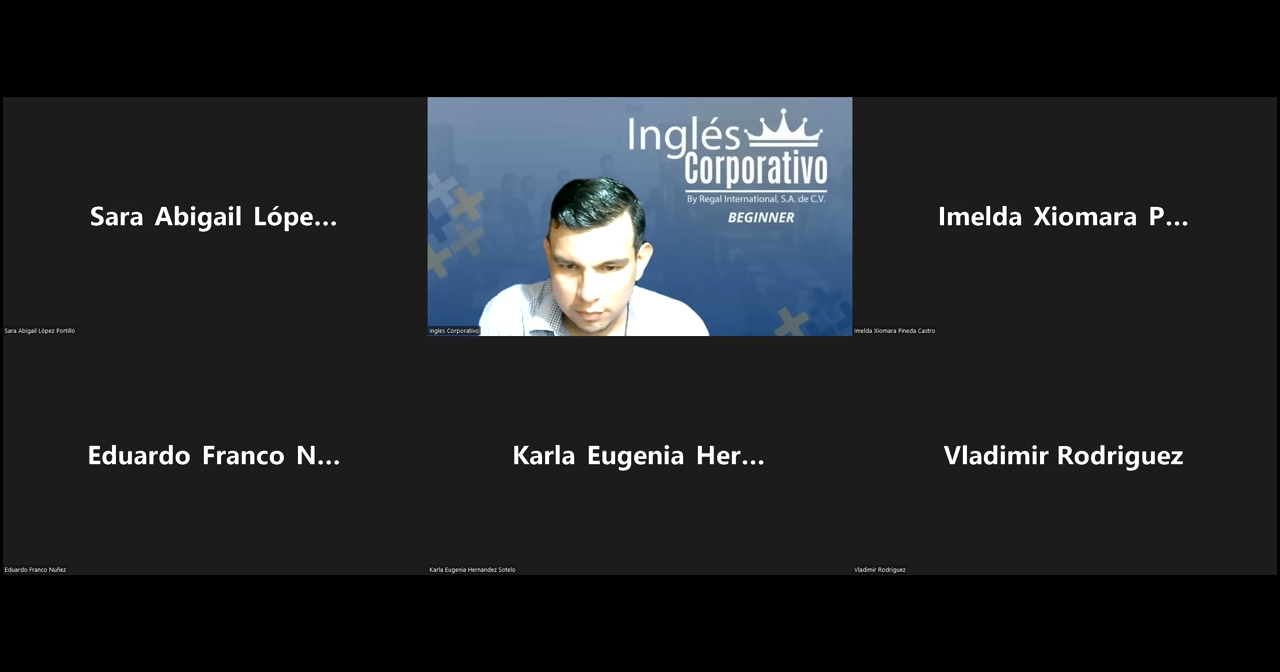 Sara Abigail Lópe...
Sara Abigail López Portillo
Inglés
Corporativo
By Regal International, S.A. de C.V.
BEGINNER
Ingles Corporativo
Imelda Xiomara P...
Imelda Xiomara Pineda Castro
Eduardo Franco N...
Eduardo Franco Nuñez
Karla Eugenia Her...
Karla Eugenia Hernandez Sotelo
Vladimir Rodriguez
Vladimir Rodriguez